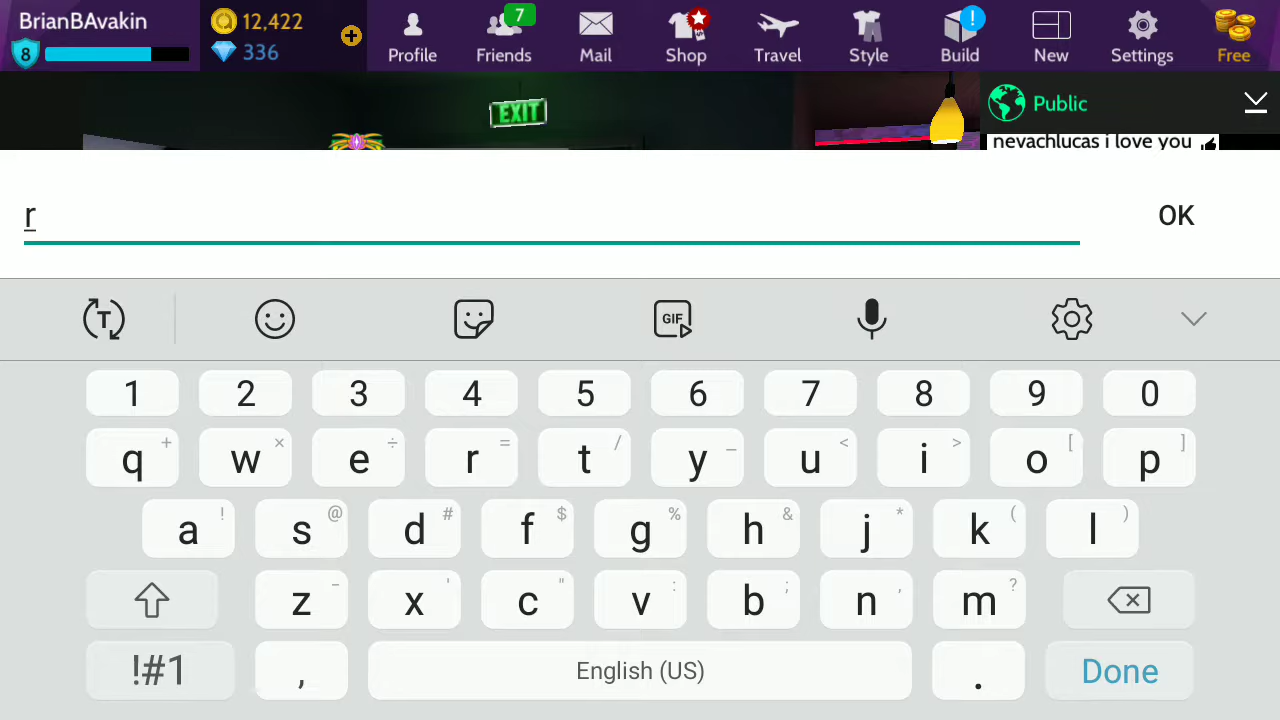 BrianBAvakin
8
12,422
336
Profile
7
Friends
Mail
Shop
Travel
Style
!
Build
New
Settings
Free
EXIT
Public
nevachlucas i love you
r
OK
T
GIF
1 2 3 4 5 6 7 8 9 0
q + w × e ÷ r = t / y _ u < i > o [ p ]
a ! s @ d # f $ g % h & j * k ( l )
z - x ' c " v : b ; n , m ?
!#1 , English (US) . Done